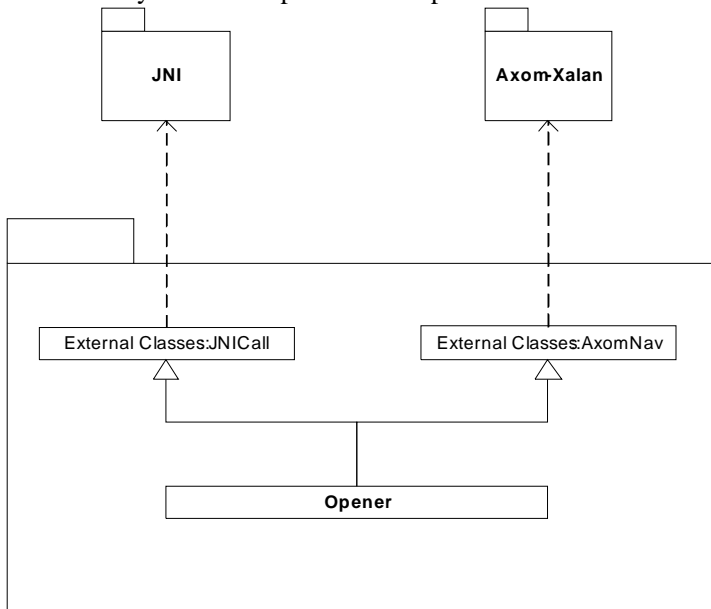 JNI
Axom-Xalan
External Classes:JNICall
External Classes:AxomNav
Opener